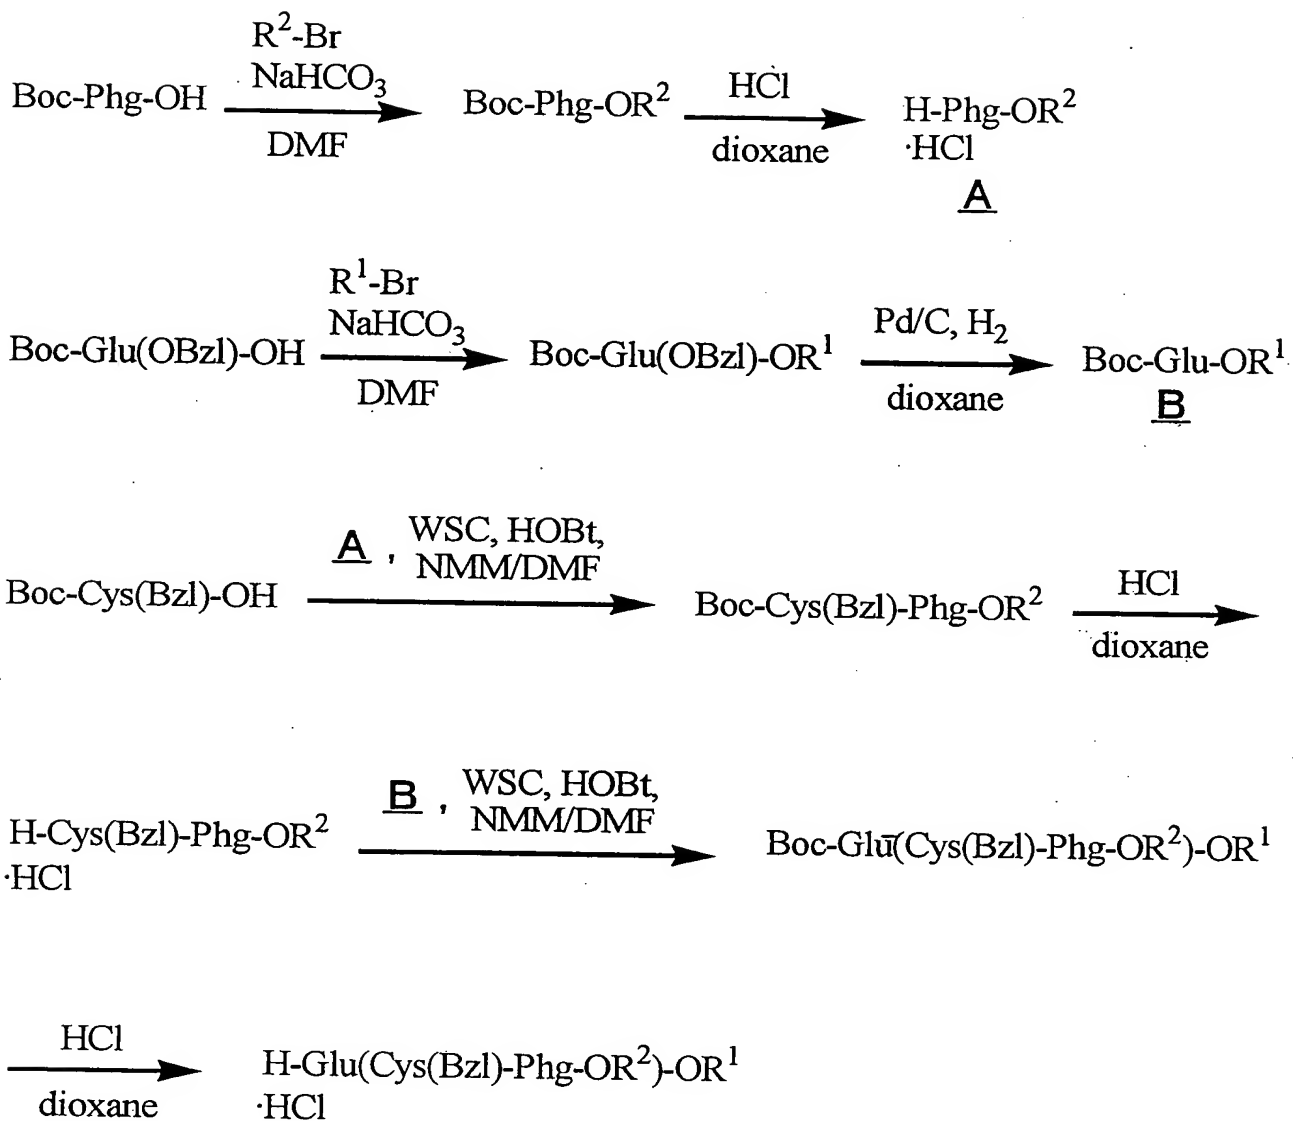 R²-Br
NaHCO₃
Boc-Phg-OH
DMF
Boc-Phg-OR²
HCl
dioxane
H-Phg-OR²
·HCl
A
R¹-Br
NaHCO₃
Boc-Glu(OBzl)-OH
DMF
Boc-Glu(OBzl)-OR¹
Pd/C, H₂
dioxane
Boc-Glu-OR¹
B
A , WSC, HOBt,
NMM/DMF
Boc-Cys(Bzl)-OH
Boc-Cys(Bzl)-Phg-OR²
HCl
dioxane
B , WSC, HOBt,
NMM/DMF
H-Cys(Bzl)-Phg-OR²
·HCl
Boc-Glu(Cys(Bzl)-Phg-OR²)-OR¹
HCl
dioxane
H-Glu(Cys(Bzl)-Phg-OR²)-OR¹
·HCl